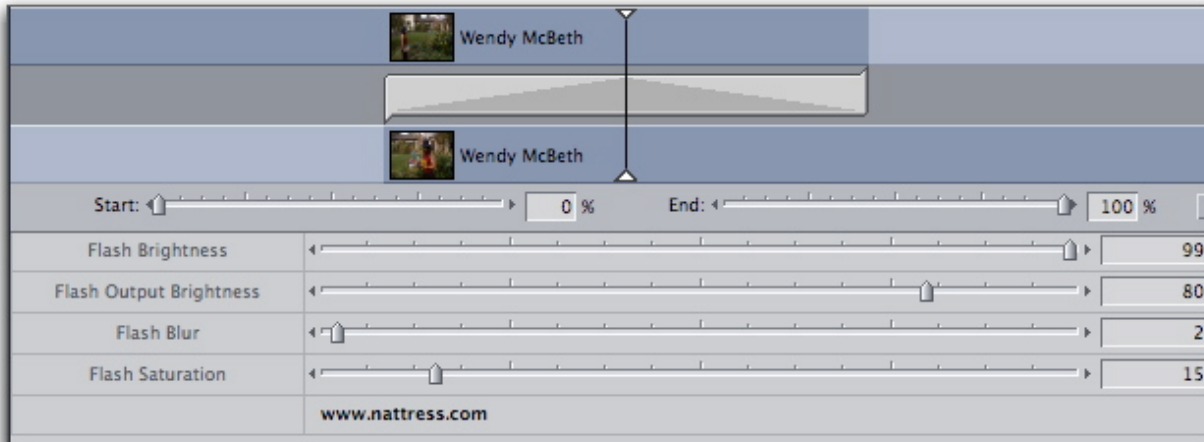 Wendy McBeth
Wendy McBeth
Start: 0 % End: 100 %
Flash Brightness 99
Flash Output Brightness 80
Flash Blur 2
Flash Saturation 15
www.nattress.com